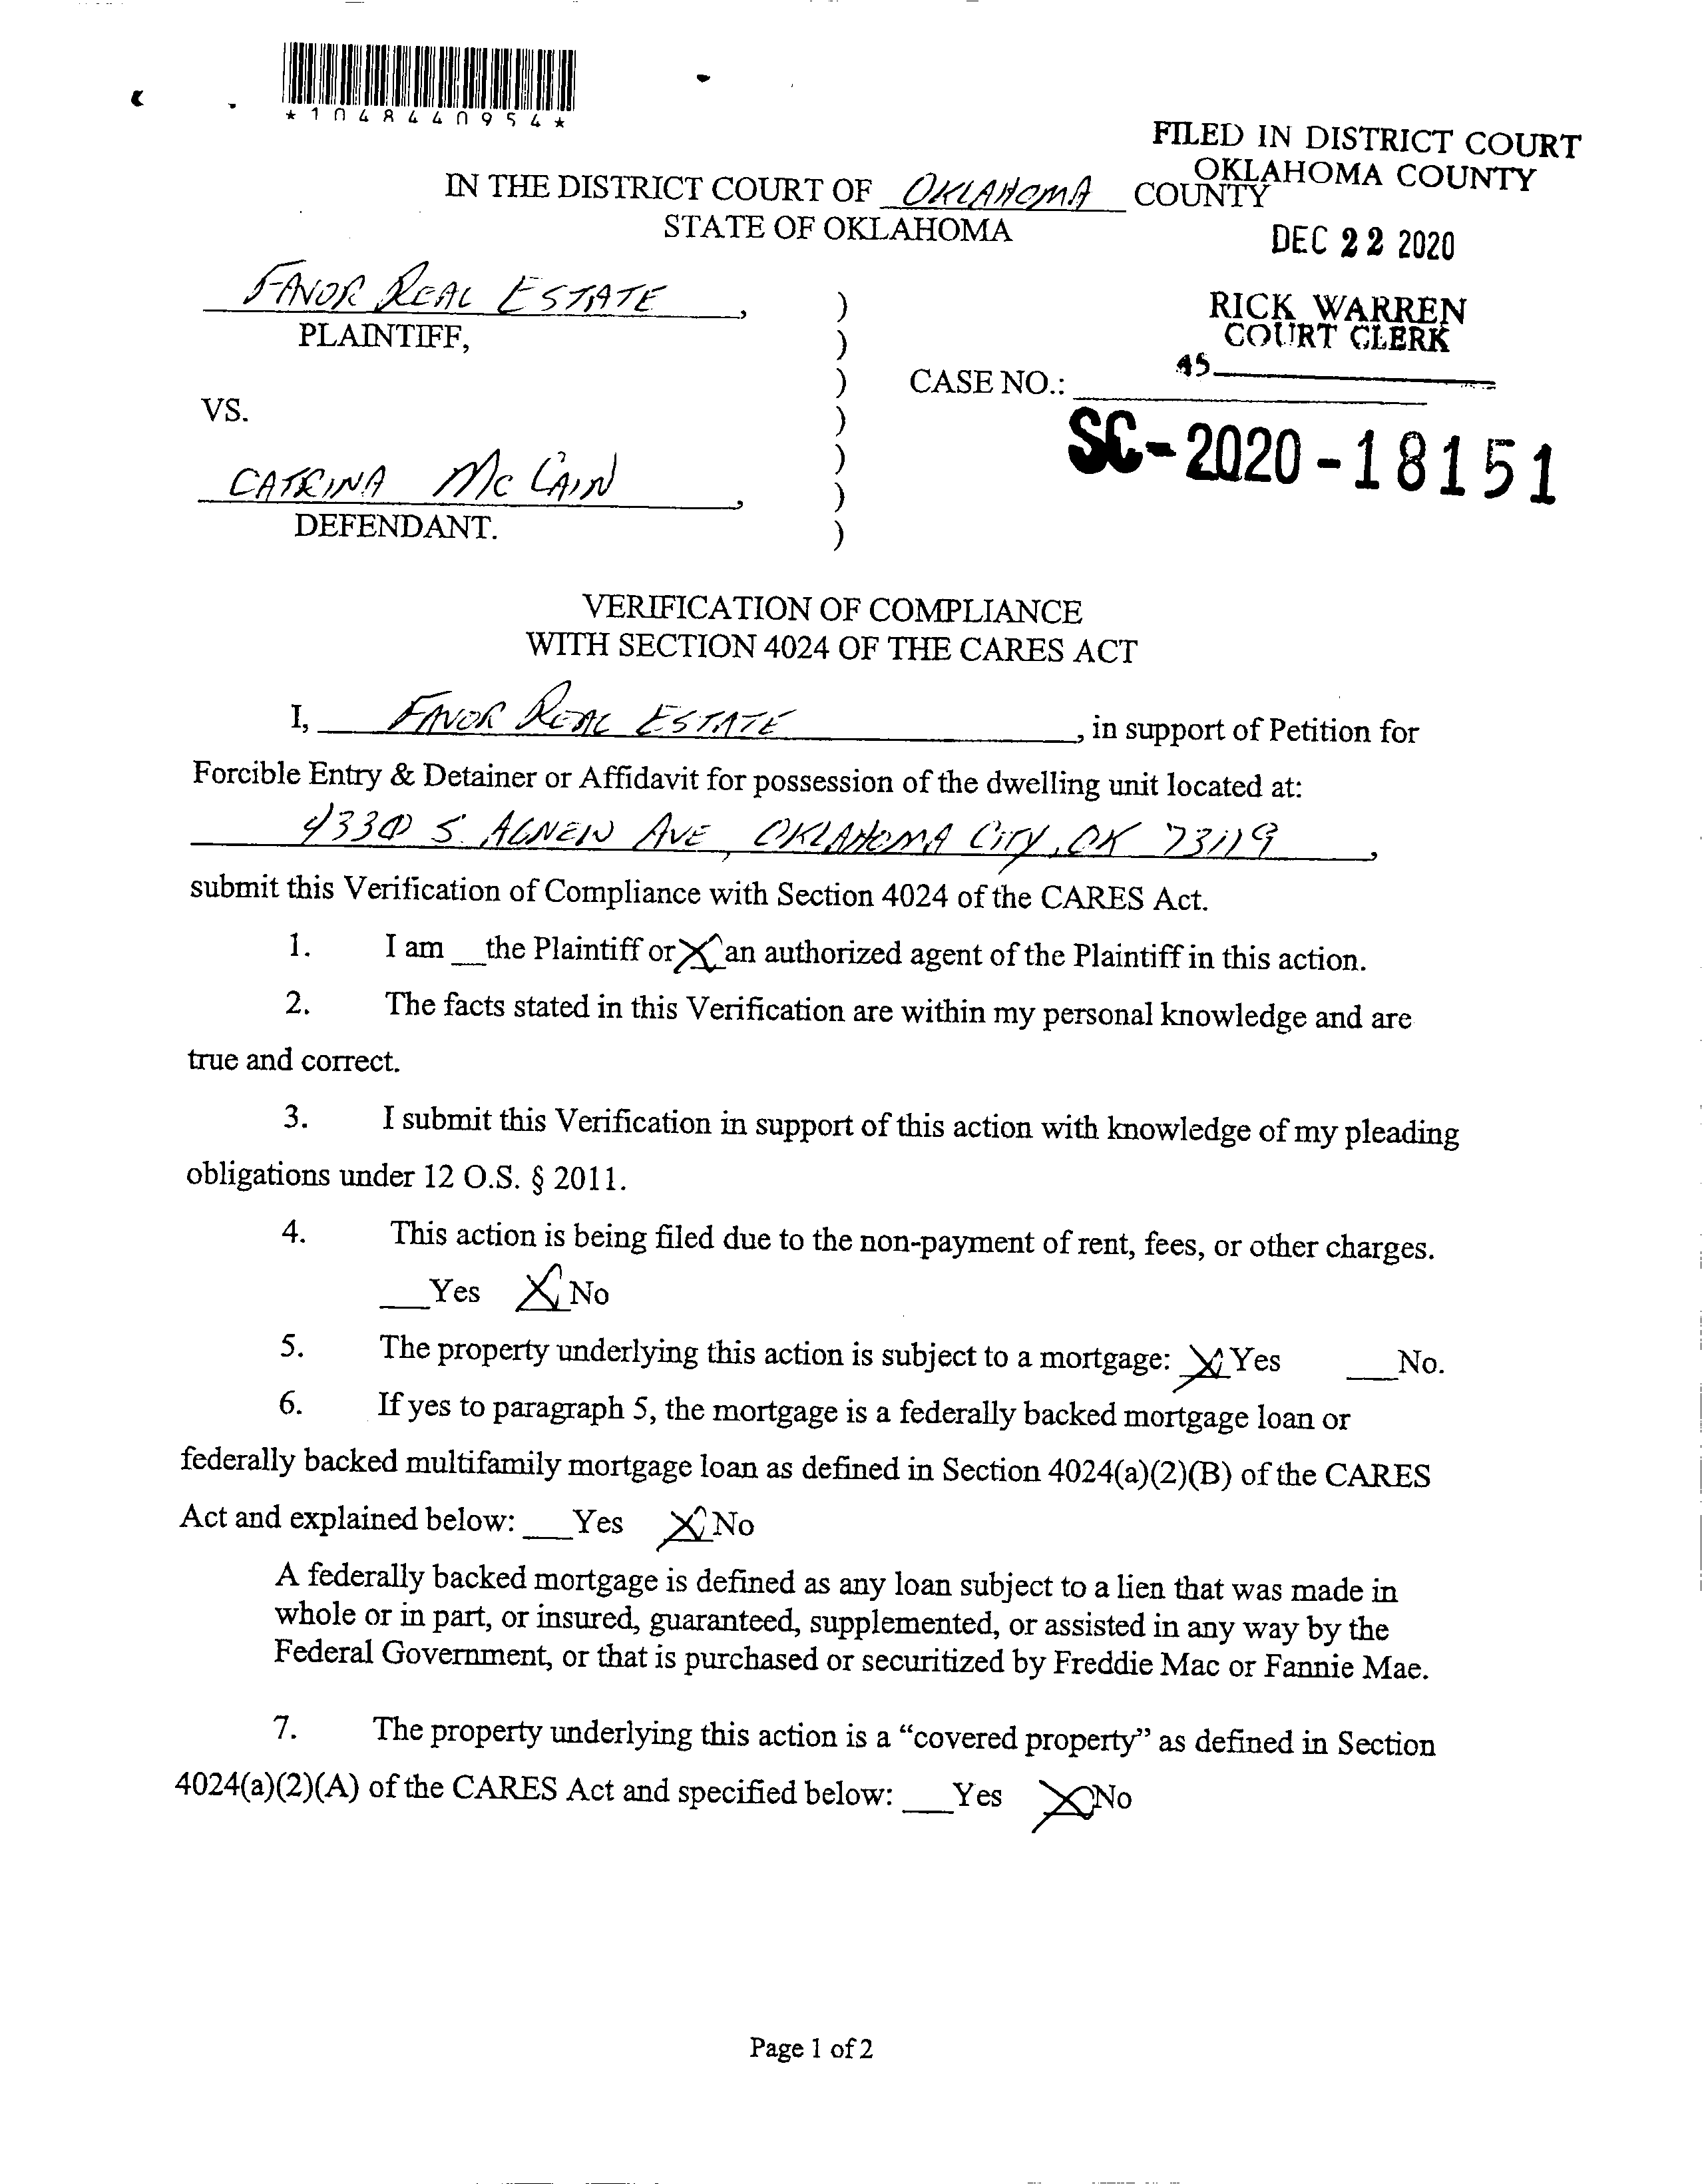 *1048440954*
FILED IN DISTRICT COURT
OKLAHOMA COUNTY
IN THE DISTRICT COURT OF OKLAHOMA COUNTY
STATE OF OKLAHOMA
DEC 22 2020
FAVOR REAL ESTATE,
RICK WARREN
COURT CLERK
PLAINTIFF,
45
CASE NO.:
VS.
SC-2020-18151
CATRINA McCAIN,
DEFENDANT.
)
)
)
)
)
)
)
VERIFICATION OF COMPLIANCE
WITH SECTION 4024 OF THE CARES ACT
I, FAVOR REAL ESTATE, in support of Petition for
Forcible Entry & Detainer or Affidavit for possession of the dwelling unit located at:
4330 S. AGNEW AVE, OKLAHOMA CITY, OK 73119,
submit this Verification of Compliance with Section 4024 of the CARES Act.
1. I am __the Plaintiff or X an authorized agent of the Plaintiff in this action.
2. The facts stated in this Verification are within my personal knowledge and are
true and correct.
3. I submit this Verification in support of this action with knowledge of my pleading
obligations under 12 O.S. § 2011.
4. This action is being filed due to the non-payment of rent, fees, or other charges.
___Yes X No
5. The property underlying this action is subject to a mortgage: X Yes ___No.
6. If yes to paragraph 5, the mortgage is a federally backed mortgage loan or
federally backed multifamily mortgage loan as defined in Section 4024(a)(2)(B) of the CARES
Act and explained below: ___Yes X No
A federally backed mortgage is defined as any loan subject to a lien that was made in
whole or in part, or insured, guaranteed, supplemented, or assisted in any way by the
Federal Government, or that is purchased or securitized by Freddie Mac or Fannie Mae.
7. The property underlying this action is a “covered property” as defined in Section
4024(a)(2)(A) of the CARES Act and specified below: ___Yes X No
Page 1 of 2